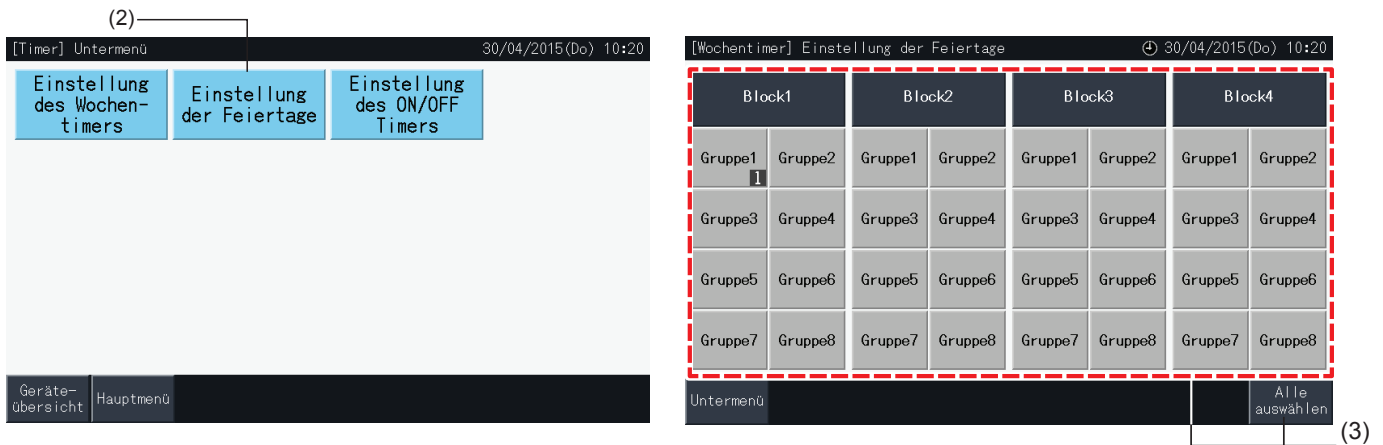 (2)
[Timer] Untermenü 30/04/2015(Do) 10:20
Einstellung
des Wochen-
timers
Einstellung
der Feiertage
Einstellung
des ON/OFF
Timers
Geräte-
übersicht
Hauptmenü
[Wochentimer] Einstellung der Feiertage 30/04/2015(Do) 10:20
Block1 Block2 Block3 Block4
Gruppe1 Gruppe2 Gruppe1 Gruppe2 Gruppe1 Gruppe2 Gruppe1 Gruppe2
1
Gruppe3 Gruppe4 Gruppe3 Gruppe4 Gruppe3 Gruppe4 Gruppe3 Gruppe4
Gruppe5 Gruppe6 Gruppe5 Gruppe6 Gruppe5 Gruppe6 Gruppe5 Gruppe6
Gruppe7 Gruppe8 Gruppe7 Gruppe8 Gruppe7 Gruppe8 Gruppe7 Gruppe8
Untermenü
Alle
auswählen
(3)